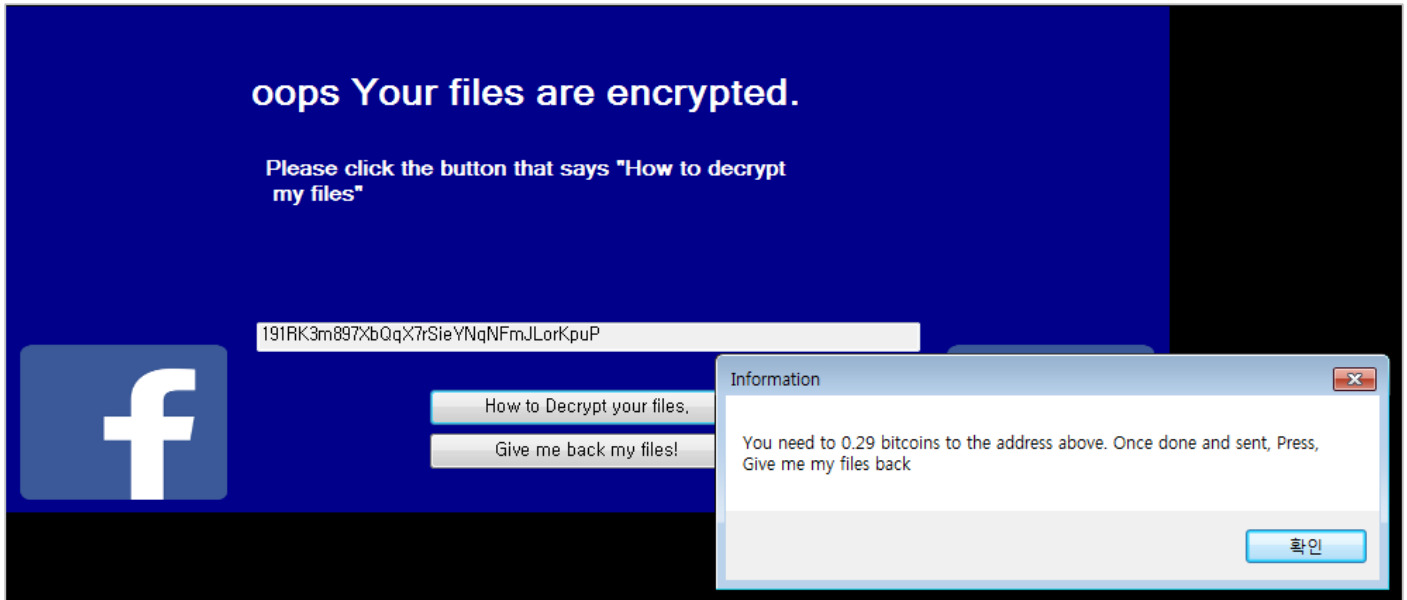 oops Your files are encrypted.
Please click the button that says "How to decrypt
my files"
191RK3m897XbQqX7rSieYNqNFmJLorKpuP
How to Decrypt your files,
Give me back my files!
Information
You need to 0.29 bitcoins to the address above. Once done and sent, Press,
Give me my files back
확인